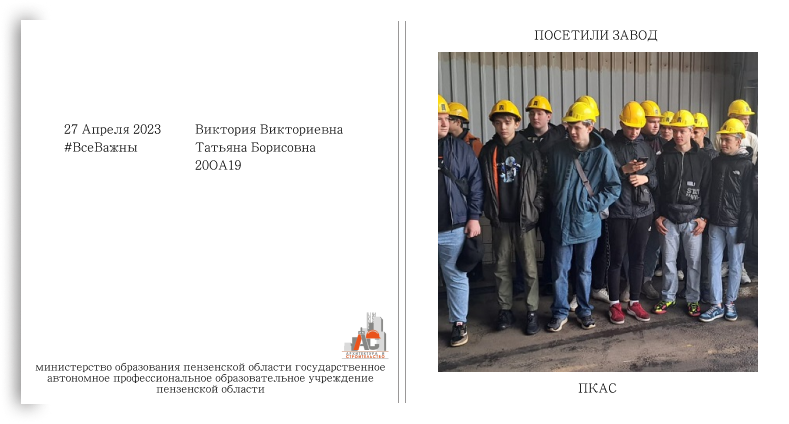 27 Апреля 2023
#ВсеВажны
Виктория Викториевна
Татьяна Борисовна
20ОА19
АС
АРХИТЕКТУРА И
СТРОИТЕЛЬСТВО
министерство образования пензенской области государственное
автономное профессиональное образовательное учреждение
пензенской области
ПОСЕТИЛИ ЗАВОД
ПКАС